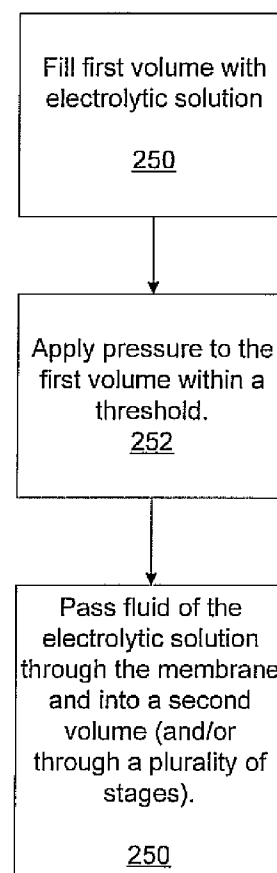 Fill first volume with
electrolytic solution
250
Apply pressure to the
first volume within a
threshold.
252
Pass fluid of the
electrolytic solution
through the membrane
and into a second
volume (and/or
through a plurality of
stages).
250